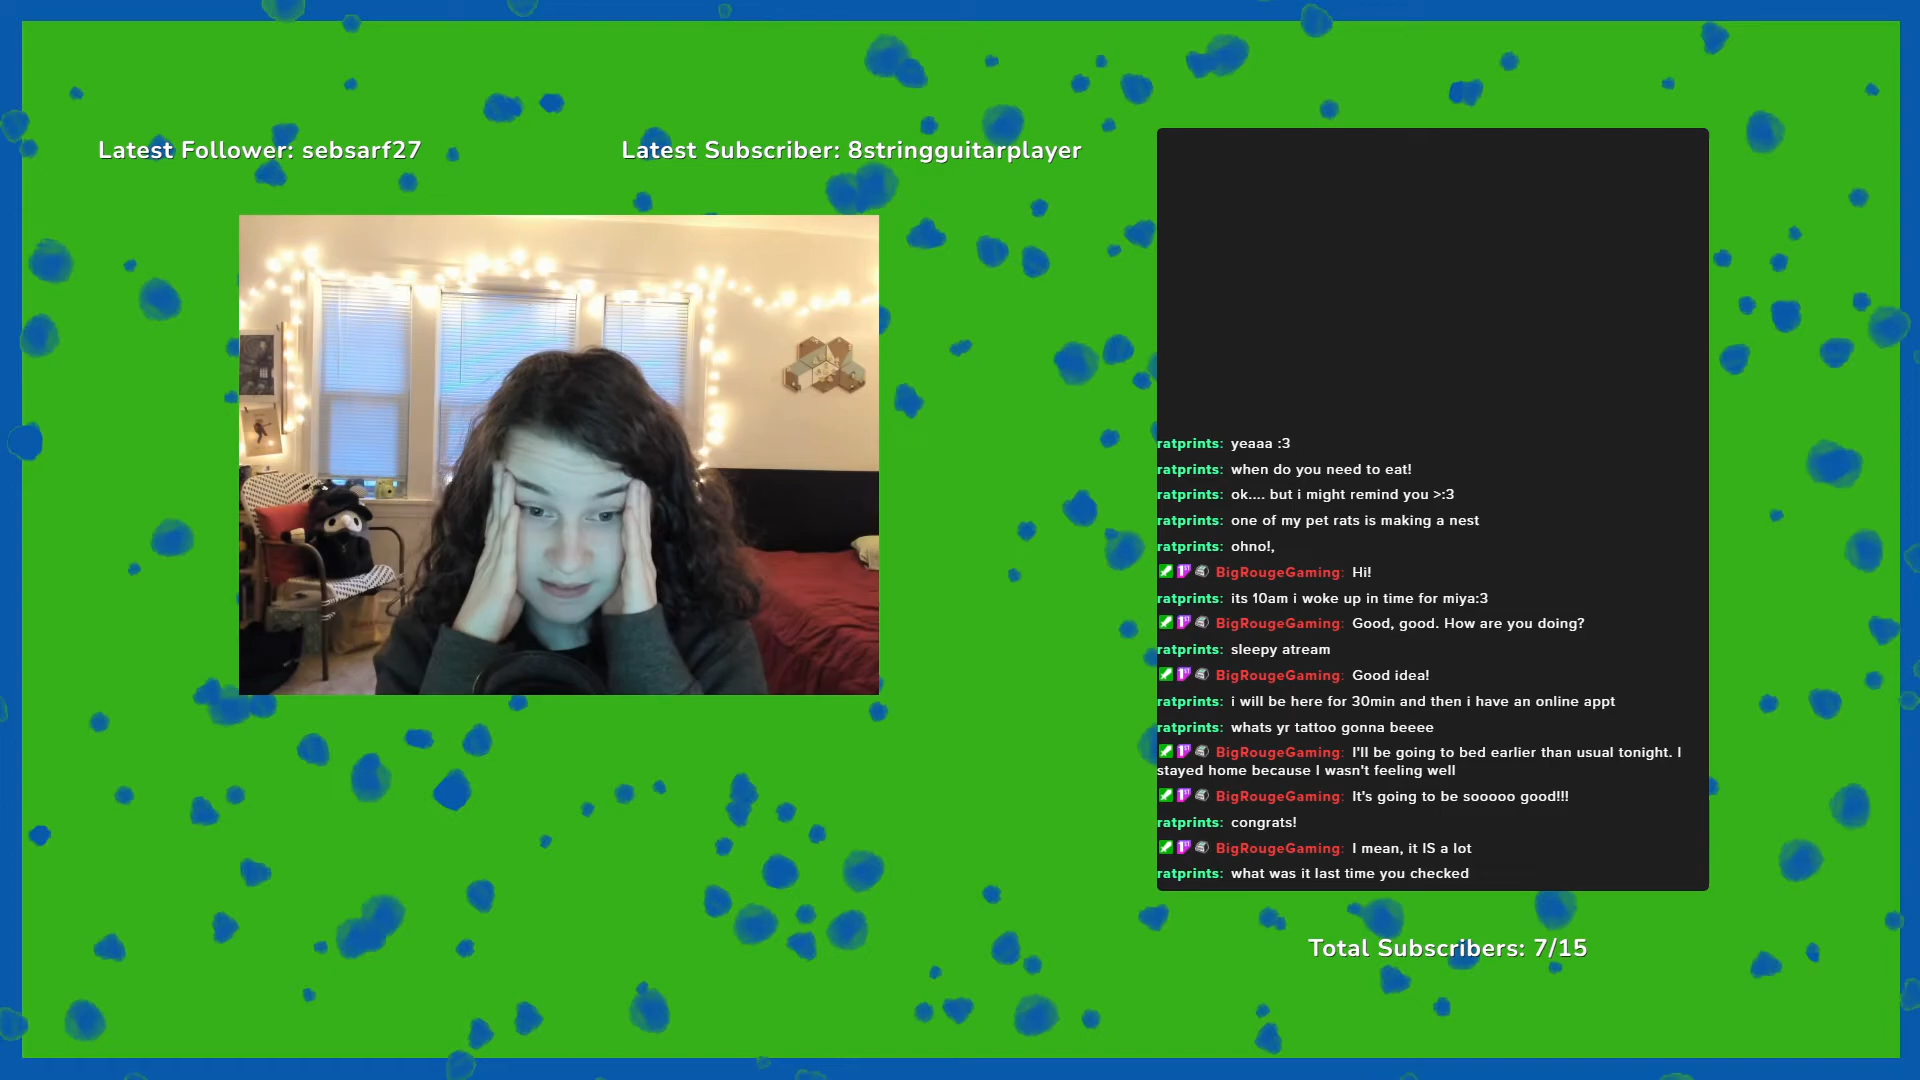 Latest Follower: sebsarf27
Latest Subscriber: 8stringguitarplayer
ratprints: yeaaa :3
ratprints: when do you need to eat!
ratprints: ok.... but i might remind you >:3
ratprints: one of my pet rats is making a nest
ratprints: ohno!,
BigRougeGaming: Hi!
ratprints: its 10am i woke up in time for miya:3
BigRougeGaming: Good, good. How are you doing?
ratprints: sleepy atream
BigRougeGaming: Good idea!
ratprints: i will be here for 30min and then i have an online appt
ratprints: whats yr tattoo gonna beeee
BigRougeGaming: I'll be going to bed earlier than usual tonight. I
stayed home because I wasn't feeling well
BigRougeGaming: It's going to be sooooo good!!!
ratprints: congrats!
BigRougeGaming: I mean, it IS a lot
ratprints: what was it last time you checked
Total Subscribers: 7/15